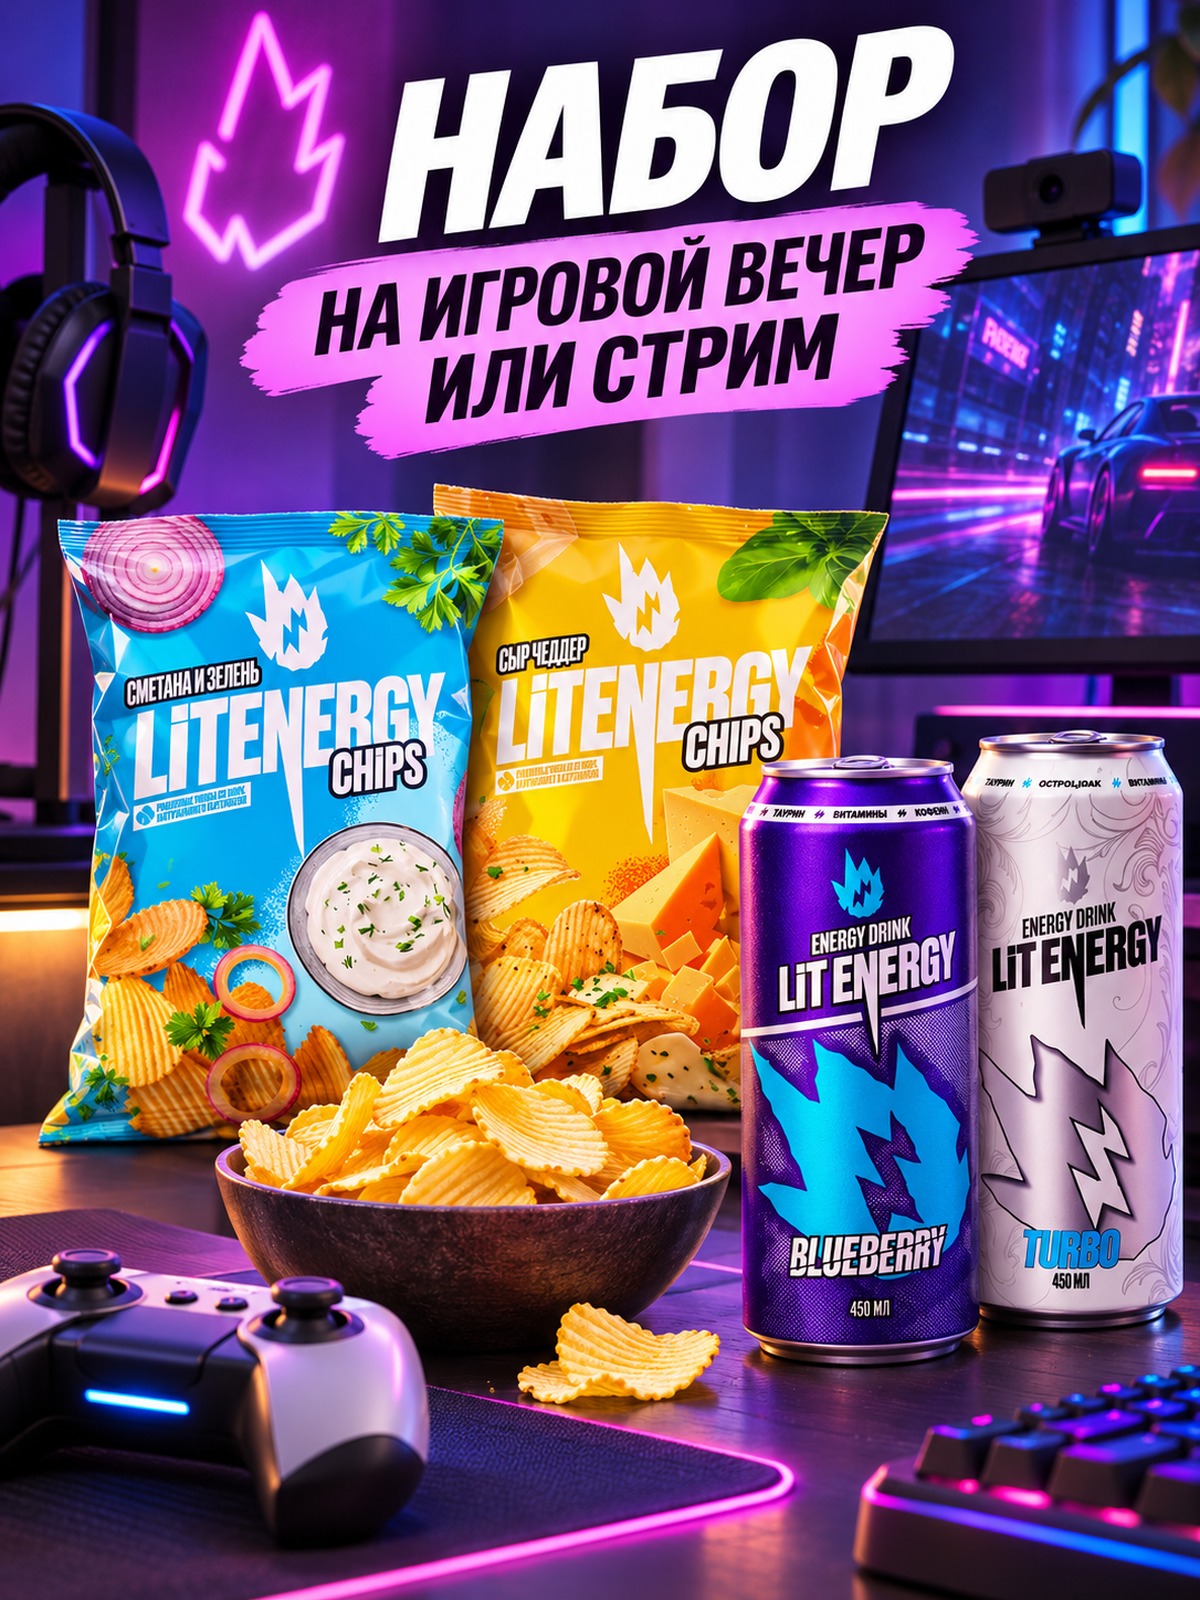 НАБОР
НА ИГРОВОЙ ВЕЧЕР
ИЛИ СТРИМ
СМЕТАНА И ЗЕЛЕНЬ
LiTENERGY
CHiPS
СЫР ЧЕДДЕР
LiTENERGY
CHiPS
ТАУРИН ВИТАМИНЫ КОФЕИН
ENERGY DRINK
LiT ENERGY
BLUEBERRY
450 МЛ
ТАУРИН ВИТАМИНЫ
ENERGY DRINK
LiT ENERGY
TURBO
450 МЛ